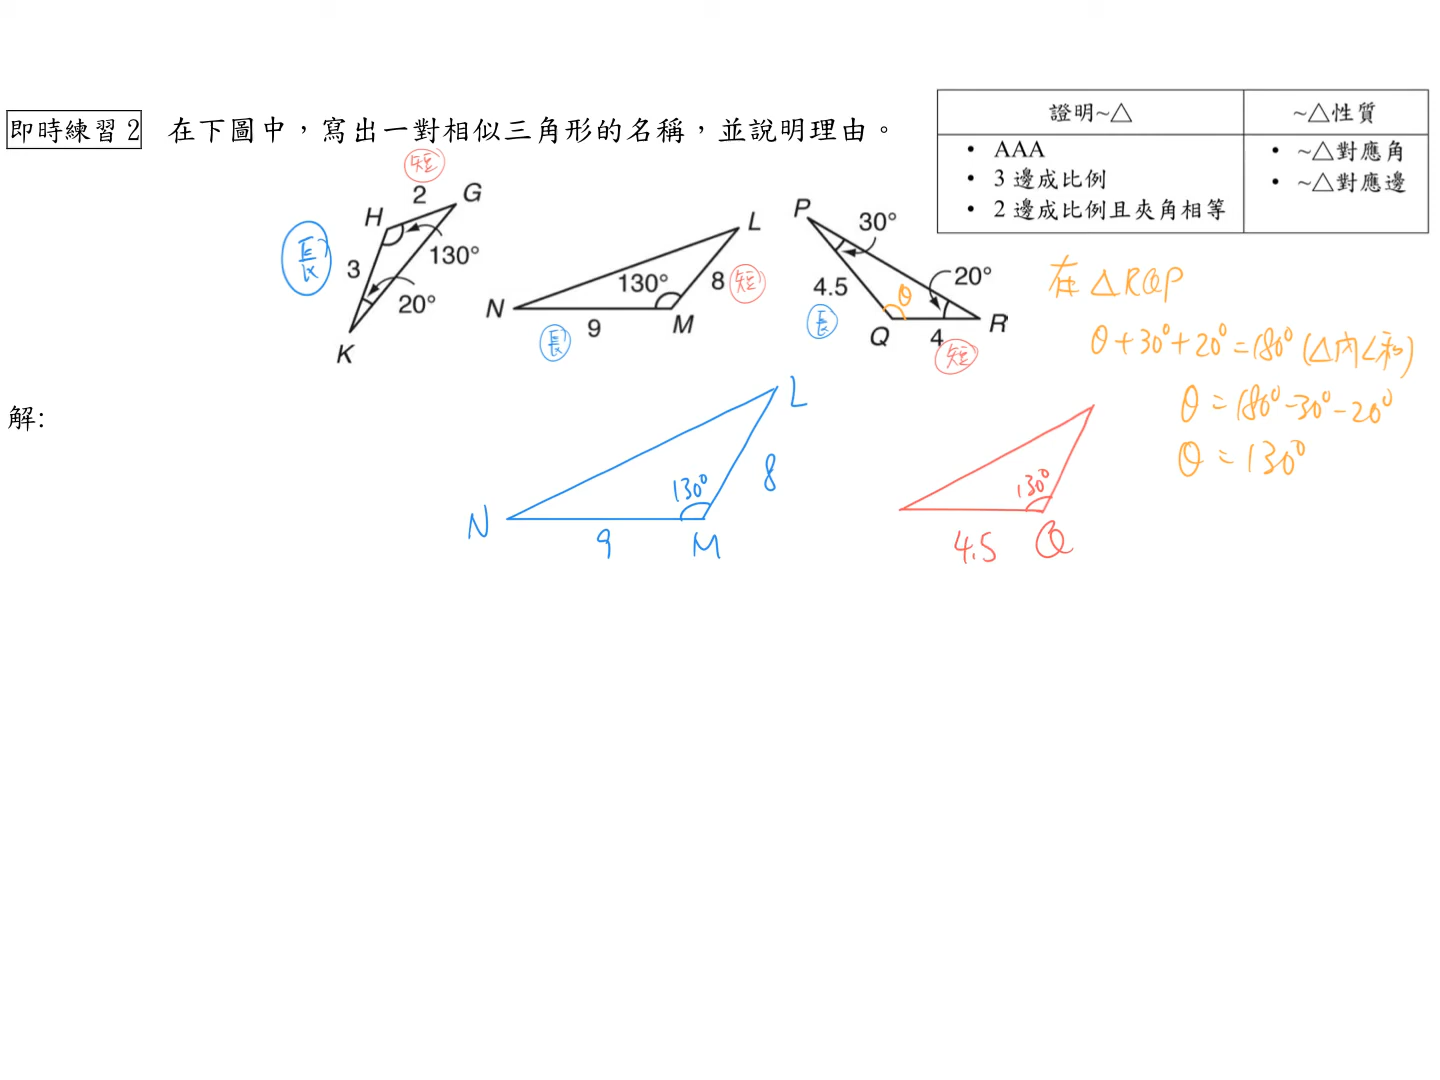 即時練習 2 在下圖中，寫出一對相似三角形的名稱，並說明理由。
證明~△ ~△性質
• AAA
• 3 邊成比例
• 2 邊成比例且夾角相等
• ~△對應角
• ~△對應邊
短
2
G
H
長
3
130°
20°
K
L
130°
8 短
N
M
9
長
P
30°
4.5
長
θ
20°
Q
4
R
短
在 △RQP
θ + 30° + 20° = 180° (△內∠和)
θ = 180° - 30° - 20°
θ = 130°
解:
L
130°
8
N
9
M
130°
4.5
Q